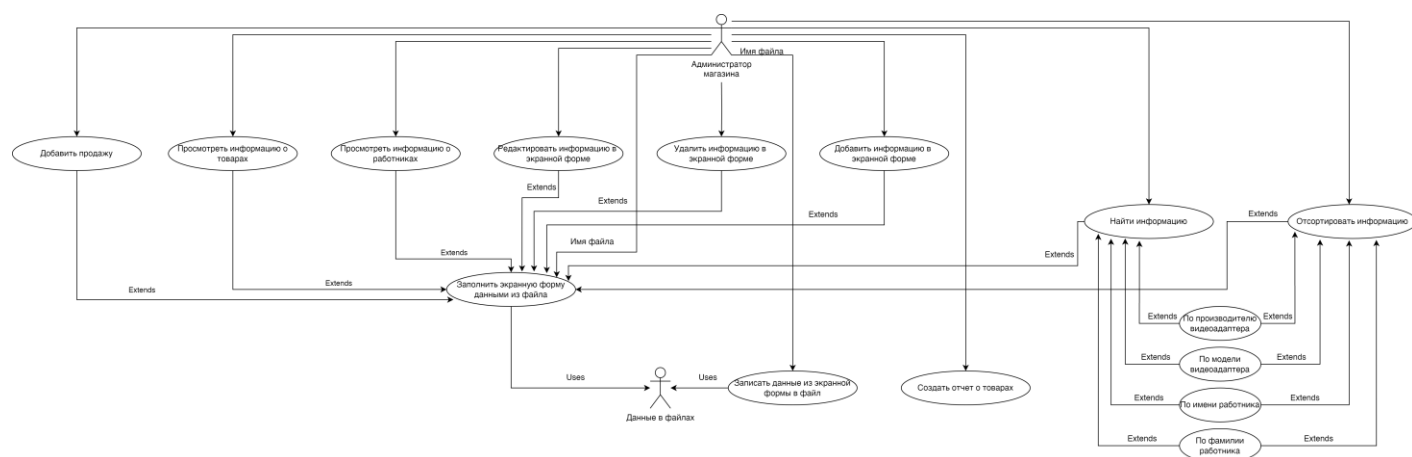 Имя файла
Администратор
магазина
Добавить продажу
Просмотреть информацию о
товарах
Просмотреть информацию о
работниках
Редактировать информацию в
экранной форме
Удалить информацию в
экранной форме
Добавить информацию в
экранной форме
Extends
Extends
Extends
Найти информацию
Extends
Отсортировать информацию
Имя файла
Extends
Extends
Заполнить экранную форму
данными из файла
Extends
Extends
Extends
По производителю
видеоадаптера
Extends
Extends
По модели
видеоадаптера
Extends
Uses
Uses
Записать данные из экранной
формы в файл
Создать отчет о товарах
Данные в файлах
Extends
По имени работника
Extends
Extends
По фамилии
работника
Extends